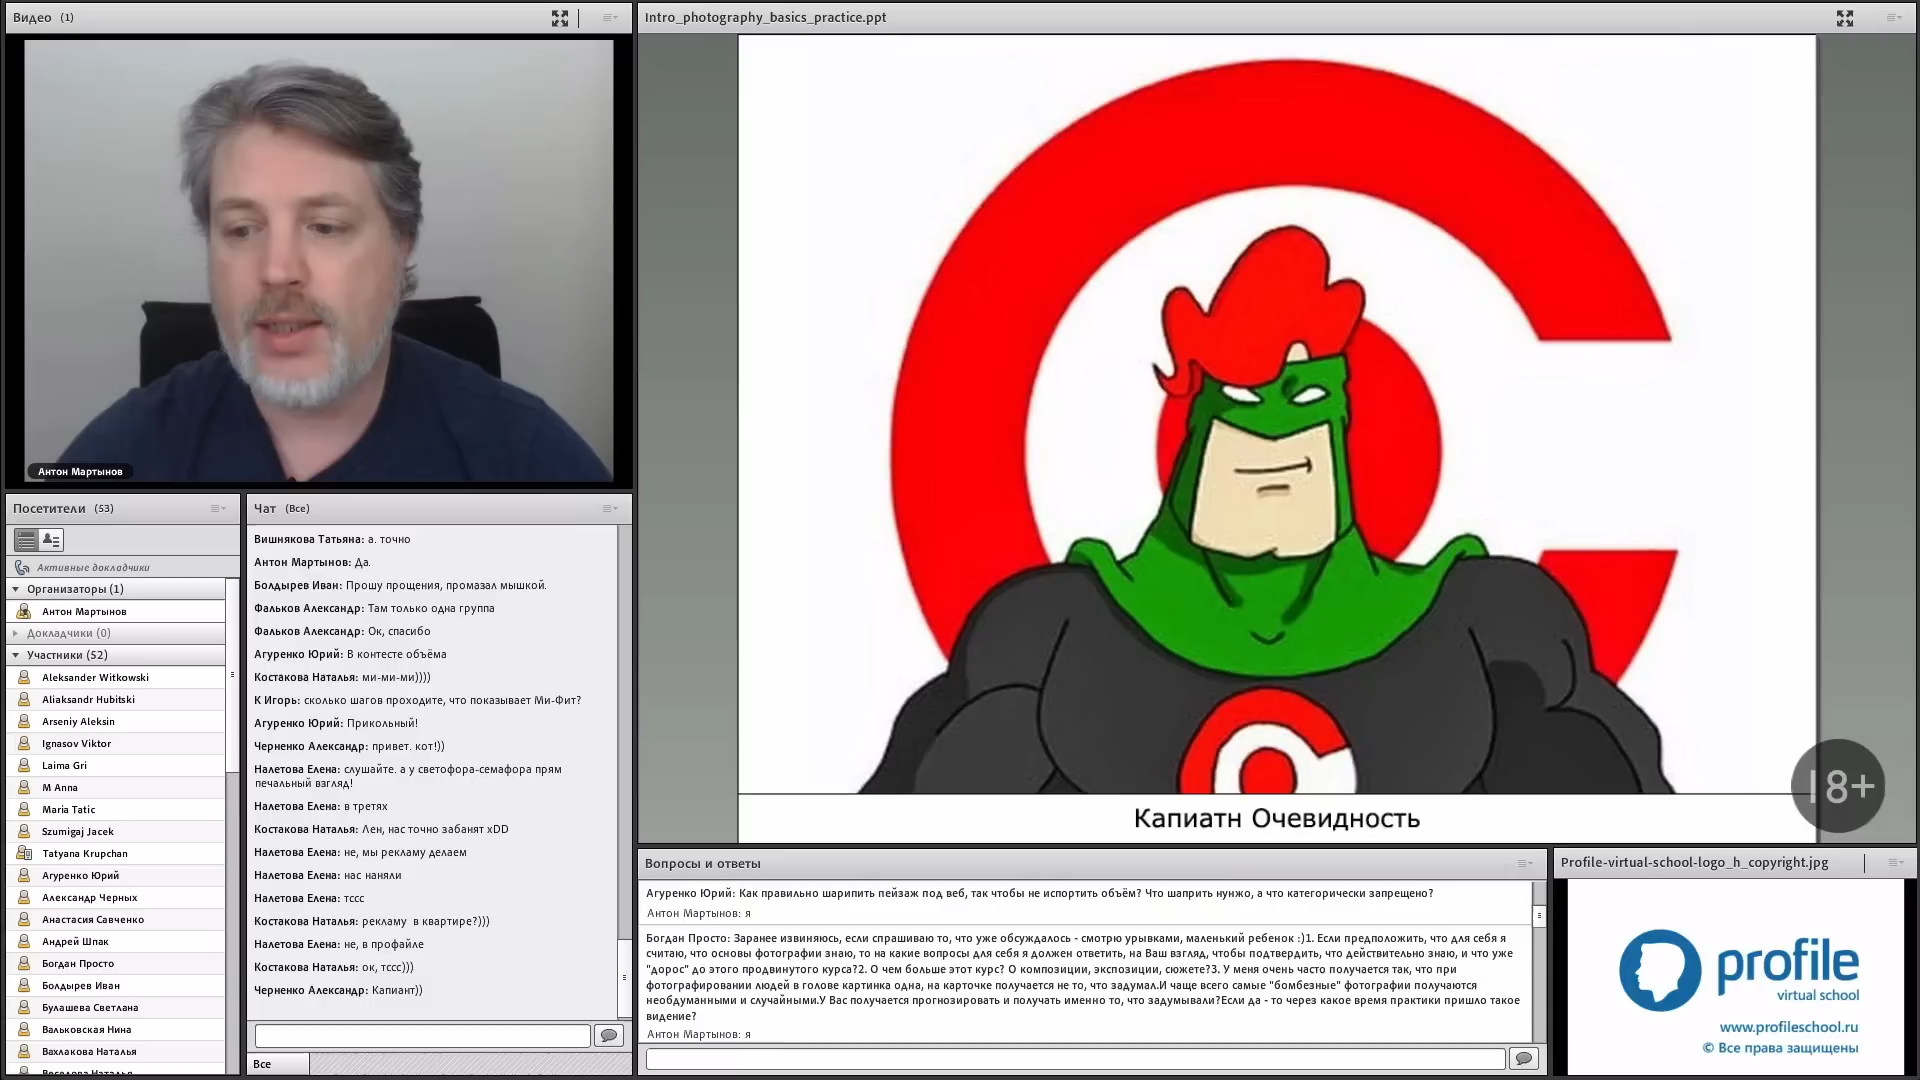 Видео (1)
Антон Мартынов
Посетители (53)
Активные докладчики
Организаторы (1)
Антон Мартынов
Докладчики (0)
Участники (52)
Aleksander Witkowski
Aliaksandr Hubitski
Arseniy Aleksin
Ignasov Viktor
Laima Gri
M Anna
Maria Tatic
Szumigaj Jacek
Tatyana Krupchan
Агуренко Юрий
Александр Черных
Анастасия Савченко
Андрей Шпак
Богдан Просто
Болдырев Иван
Булашева Светлана
Вальковская Нина
Вахлакова Наталья
Чат (Все)
Вишнякова Татьяна: а. точно
Антон Мартынов: Да.
Болдырев Иван: Прошу прощения, промазал мышкой.
Фальков Александр: Там только одна группа
Фальков Александр: Ок, спасибо
Агуренко Юрий: В контесте объёма
Костакова Наталья: ми-ми-ми))))
К Игорь: сколько шагов проходите, что показывает Ми-Фит?
Агуренко Юрий: Прикольный!
Черненко Александр: привет. кот!))
Налетова Елена: слушайте. а у светофора-семафора прям
печальный взгляд!
Налетова Елена: в третях
Костакова Наталья: Лен, нас точно забанят xDD
Налетова Елена: не, мы рекламу делаем
Налетова Елена: нас наняли
Налетова Елена: тссс
Костакова Наталья: рекламу в квартире?)))
Налетова Елена: не, в профайле
Костакова Наталья: ок, тссс)))
Черненко Александр: Капиант))
Все
Intro_photography_basics_practice.ppt
Капиатн Очевидность
18+
Вопросы и ответы
Агуренко Юрий: Как правильно шарипить пейзаж под веб, так чтобы не испортить объём? Что шаприть нунжо, а что категорически запрещено?
Антон Мартынов: я
Богдан Просто: Заранее извиняюсь, если спрашиваю то, что уже обсуждалось - смотрю урывками, маленький ребенок :)1. Если предположить, что для себя я
считаю, что основы фотографии знаю, то на какие вопросы для себя я должен ответить, на Ваш взгляд, чтобы подтвердить, что действительно знаю, и что уже
"дорос" до этого продвинутого курса?2. О чем больше этот курс? О композиции, экспозиции, сюжете?3. У меня очень часто получается так, что при
фотографировании людей в голове картинка одна, на карточке получается не то, что задумал.И чаще всего самые "бомбезные" фотографии получаются
необдуманными и случайными.У Вас получается прогнозировать и получать именно то, что задумывали?Если да - то через какое время практики пришло такое
видение?
Антон Мартынов: я
Profile-virtual-school-logo_h_copyright.jpg
profile
virtual school
www.profileschool.ru
© Все права защищены